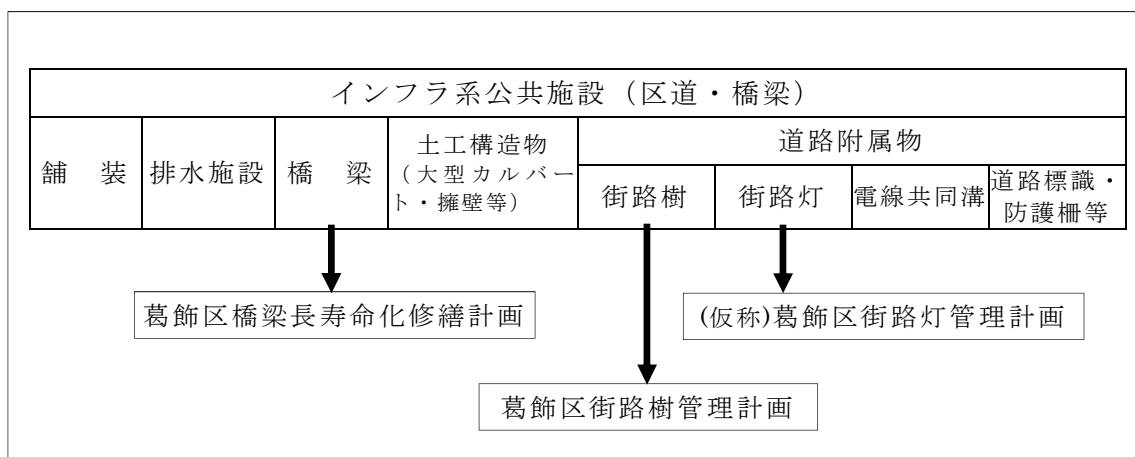 インフラ系公共施設（区道・橋梁）
舗　装
排水施設
橋　梁
土工構造物
（大型カルバー
ト・擁壁等）
道路附属物
街路樹
街路灯
電線共同溝
道路標識・
防護柵等
葛飾区橋梁長寿命化修繕計画
(仮称)葛飾区街路灯管理計画
葛飾区街路樹管理計画